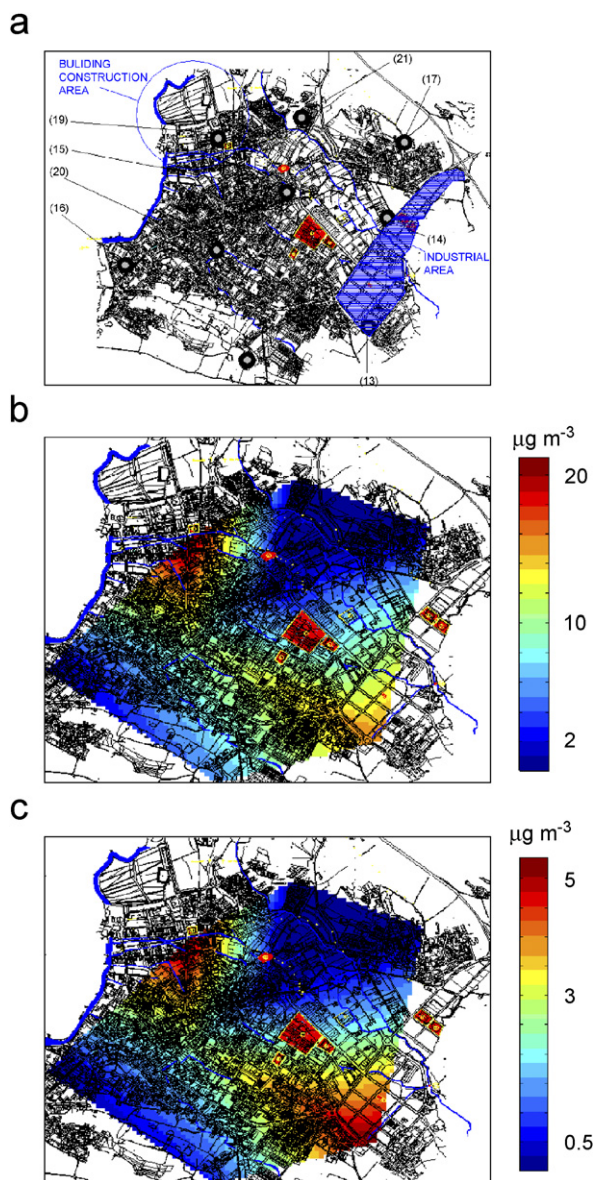 a
BULIDING
CONSTRUCTION
AREA
(21)
(17)
(19)
(15)
(20)
(16)
(14)
INDUSTRIAL
AREA
(13)
b
µg m-3
20
10
2
c
µg m-3
5
3
0.5